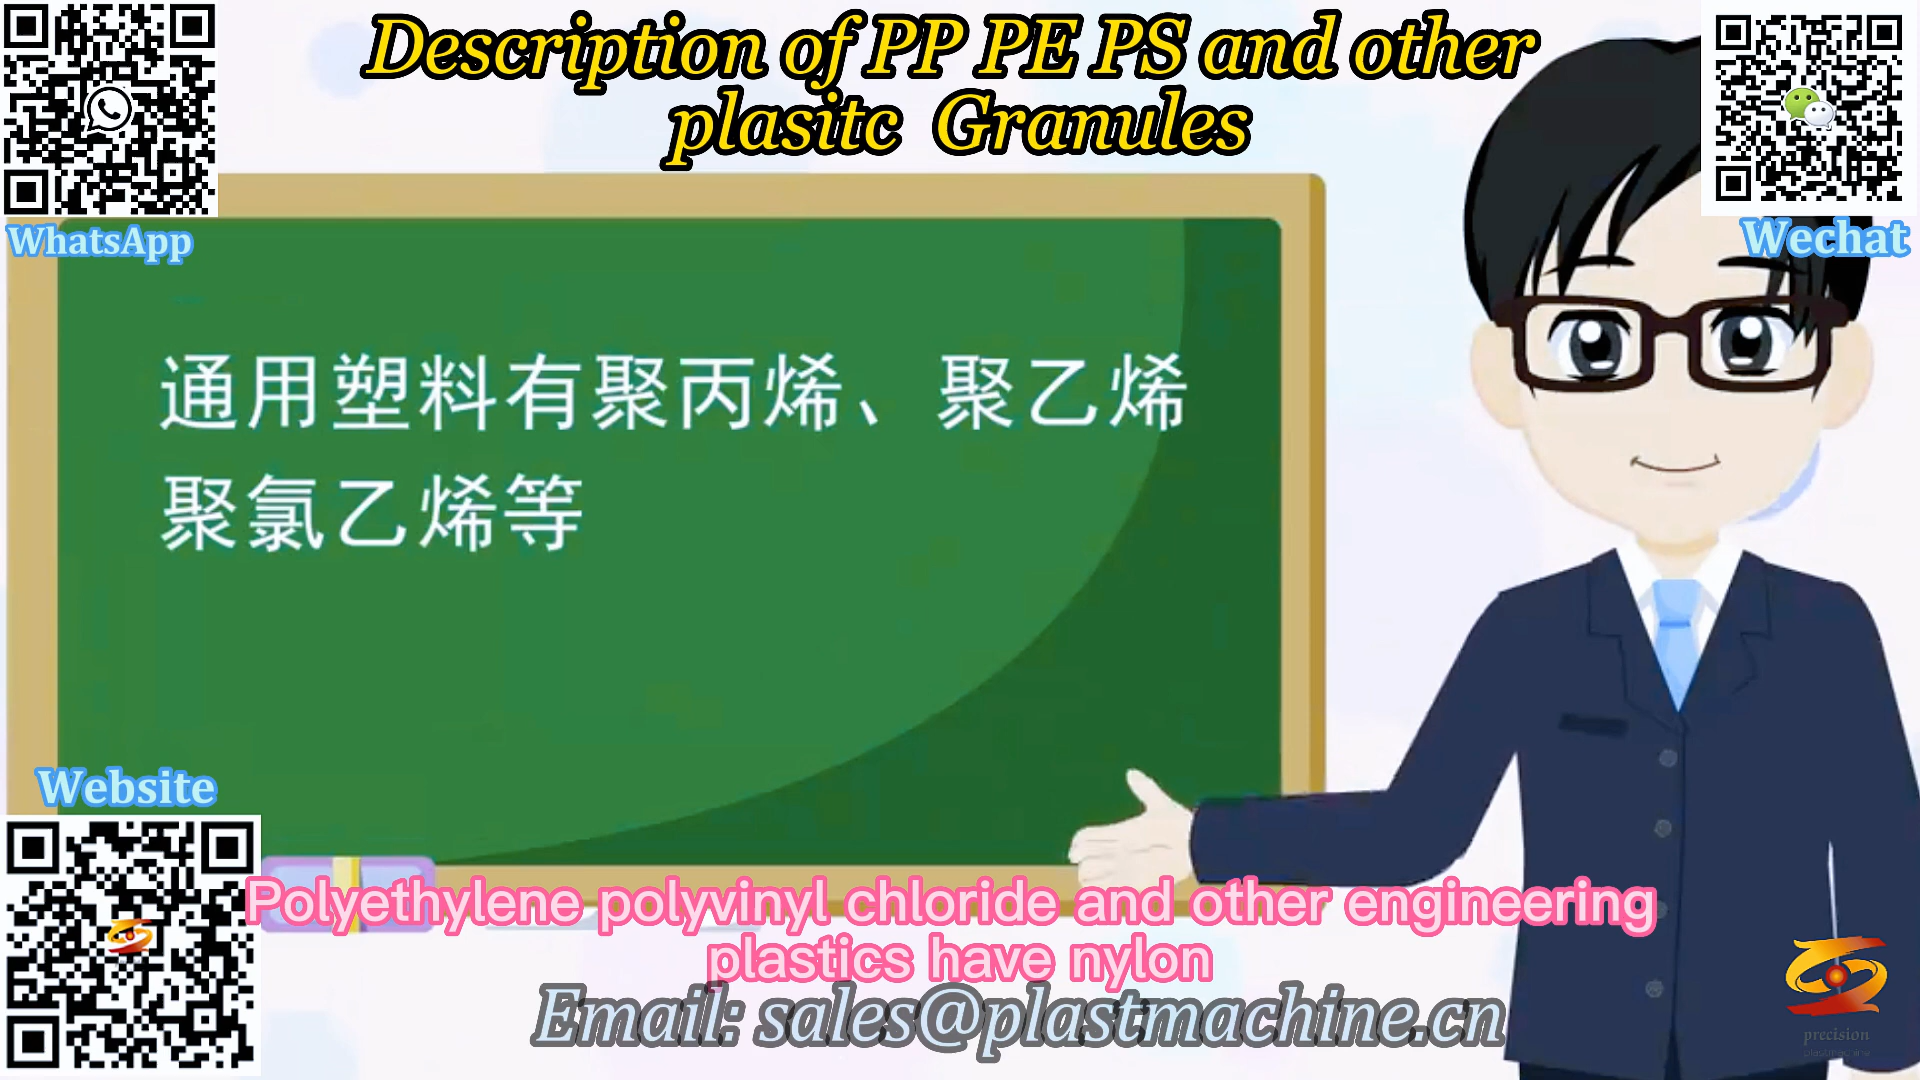 Description of PP PE PS and other
plasitc Granules
WhatsApp
Wechat
通用塑料有聚丙烯、聚乙烯
聚氯乙烯等
Website
Polyethylene polyvinyl chloride and other engineering
plastics have nylon
Email: sales@plastmachine.cn
precision